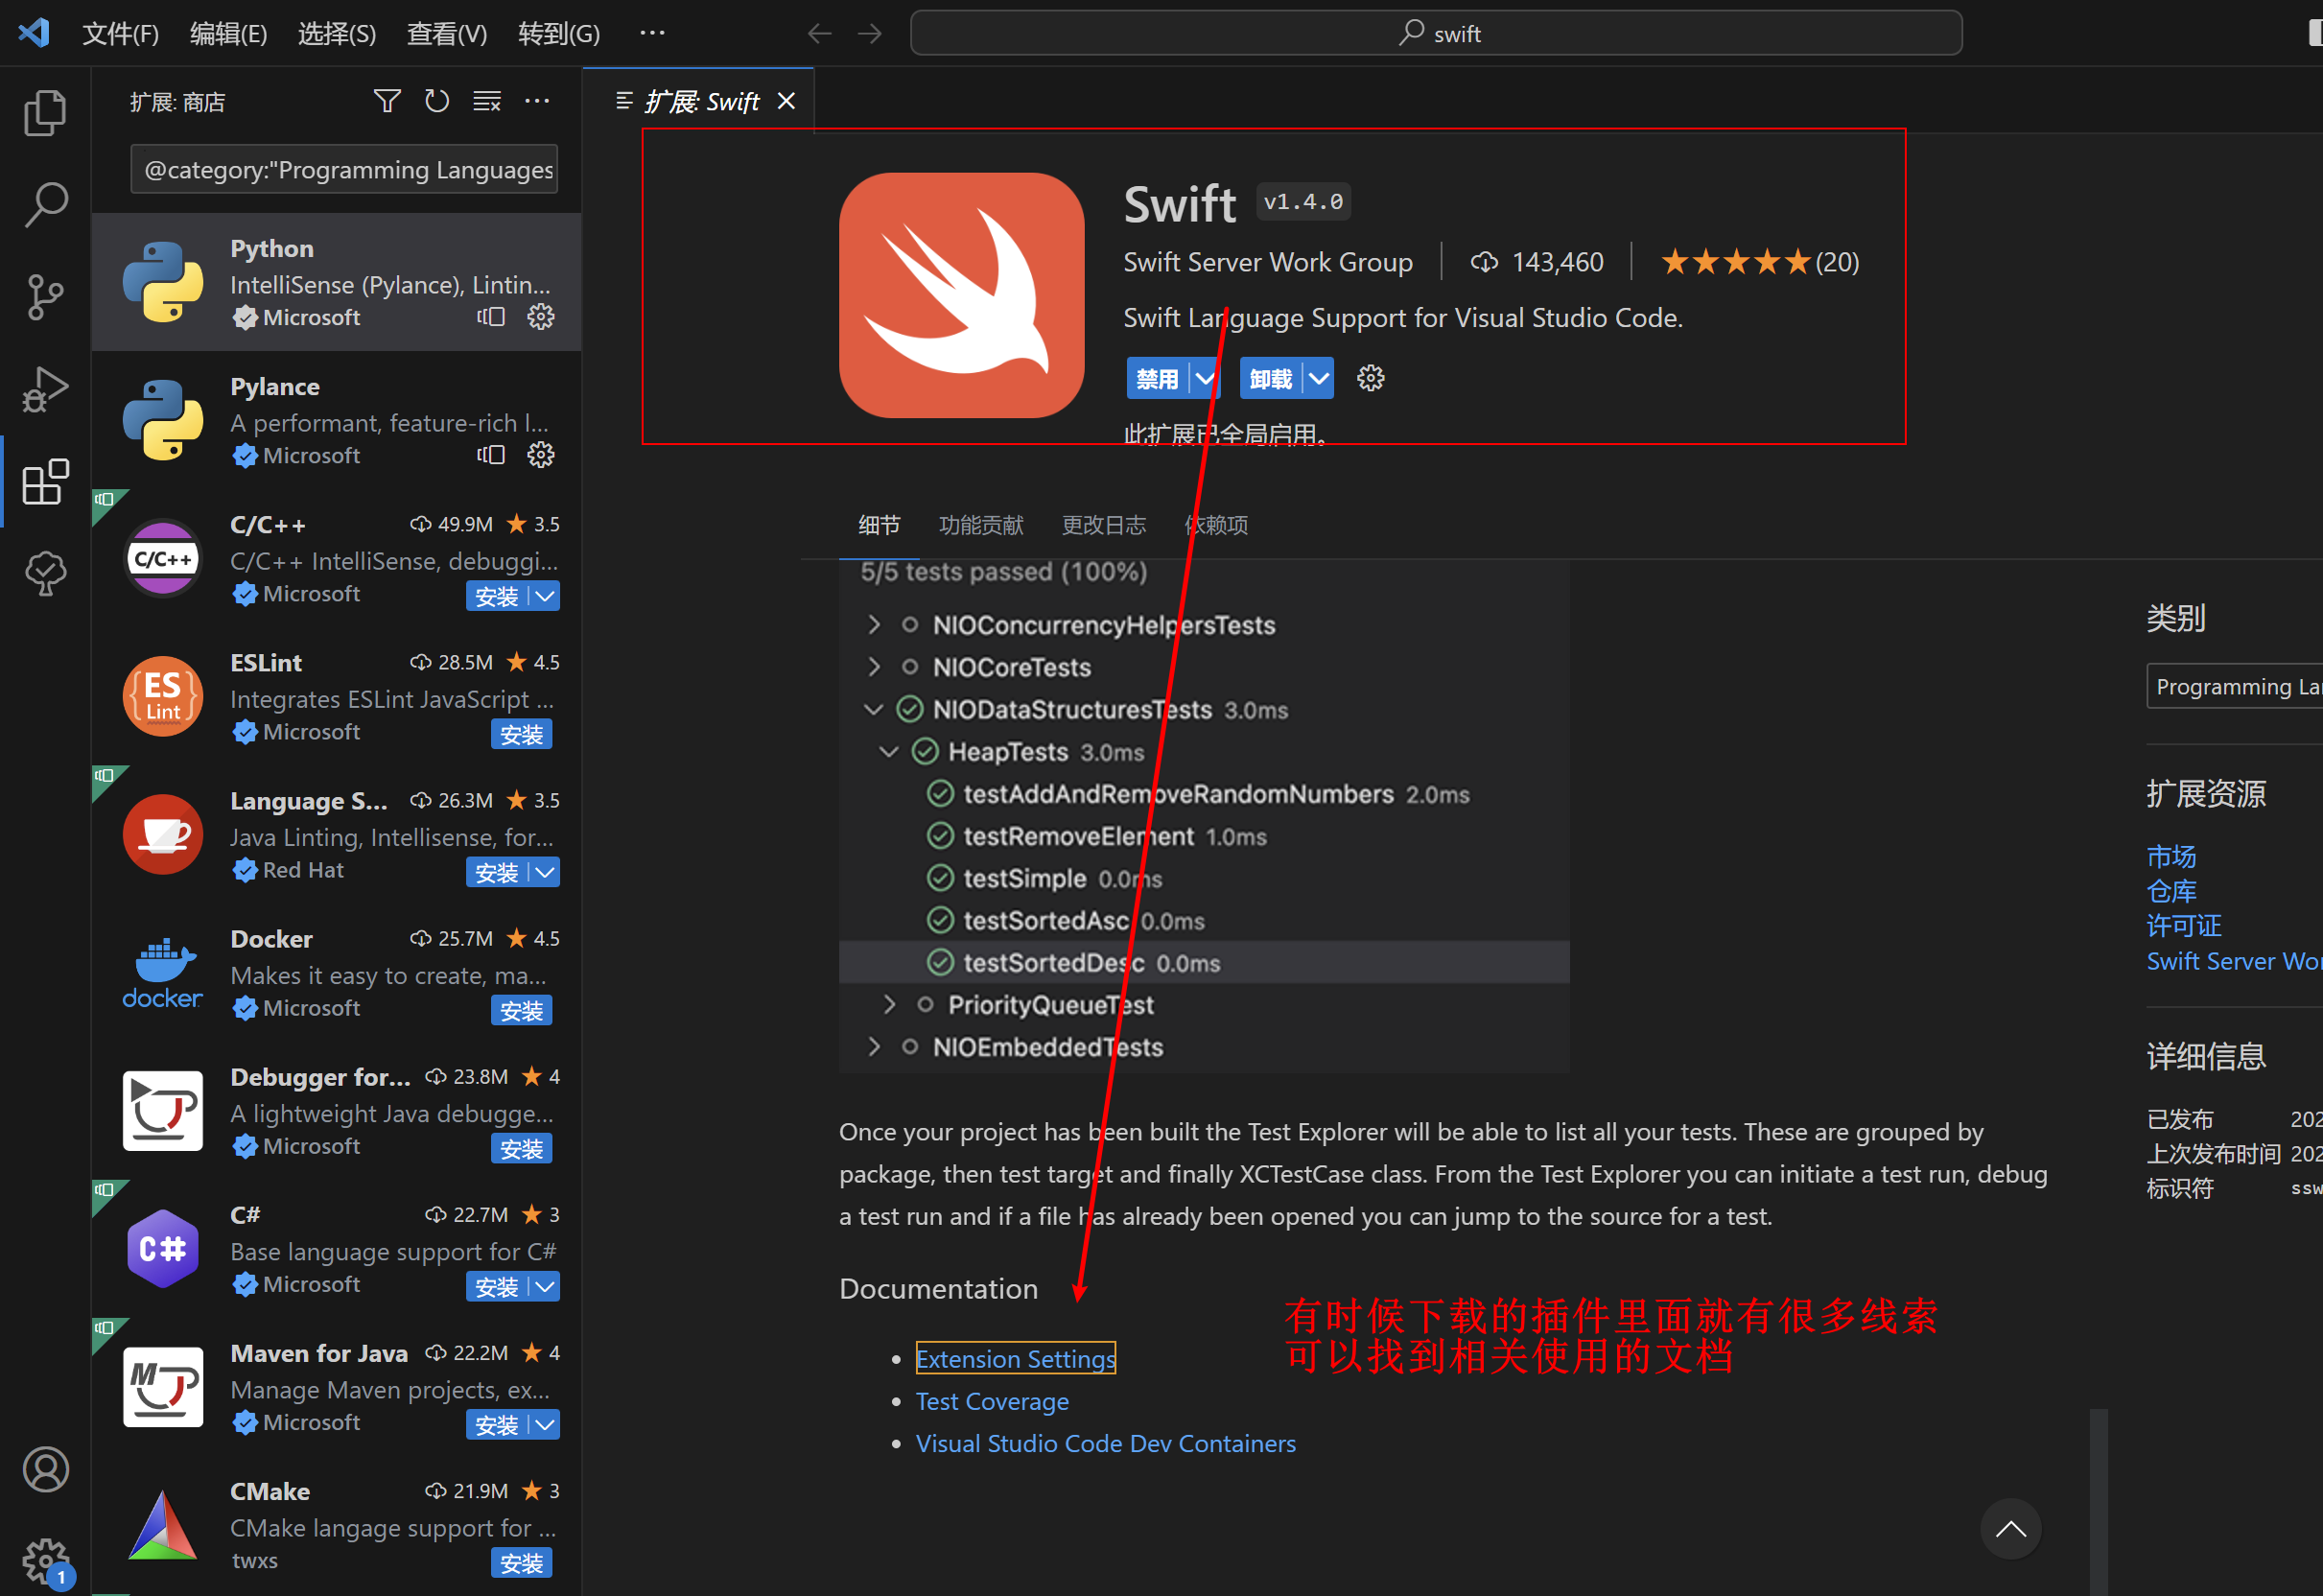 文件(F) 编辑(E) 选择(S) 查看(V) 转到(G) ··· swift
扩展: 商店
@category:"Programming Languages
Python
IntelliSense (Pylance), Lintin...
Microsoft
Pylance
A performant, feature-rich l...
Microsoft
C/C++ 49.9M 3.5
C/C++ IntelliSense, debuggi...
Microsoft 安装
ESLint 28.5M 4.5
Integrates ESLint JavaScript ...
Microsoft 安装
Language S... 26.3M 3.5
Java Linting, Intellisense, for...
Red Hat 安装
Docker 25.7M 4.5
Makes it easy to create, ma...
Microsoft 安装
Debugger for... 23.8M 4
A lightweight Java debugge...
Microsoft 安装
C# 22.7M 3
Base language support for C#
Microsoft 安装
Maven for Java 22.2M 4
Manage Maven projects, ex...
Microsoft 安装
CMake 21.9M 3
CMake langage support for ...
twxs 安装
C/C++
ES
Lint
docker
C#
M
1
扩展: Swift
Swift v1.4.0
Swift Server Work Group 143,460 (20)
Swift Language Support for Visual Studio Code.
禁用 卸载
此扩展已全局启用。
细节 功能贡献 更改日志 依赖项
5/5 tests passed (100%)
NIOConcurrencyHelpersTests
NIOCoreTests
NIODataStructuresTests 3.0ms
HeapTests 3.0ms
testAddAndRemoveRandomNumbers 2.0ms
testRemoveElement 1.0ms
testSimple 0.0ms
testSortedAsc 0.0ms
testSortedDesc 0.0ms
PriorityQueueTest
NIOEmbeddedTests
Once your project has been built the Test Explorer will be able to list all your tests. These are grouped by
package, then test target and finally XCTestCase class. From the Test Explorer you can initiate a test run, debug
a test run and if a file has already been opened you can jump to the source for a test.
Documentation
Extension Settings
Test Coverage
Visual Studio Code Dev Containers
有时候下载的插件里面就有很多线索
可以找到相关使用的文档
类别
Programming La
扩展资源
市场
仓库
许可证
Swift Server Wo
详细信息
已发布 202
上次发布时间 202
标识符 ssw